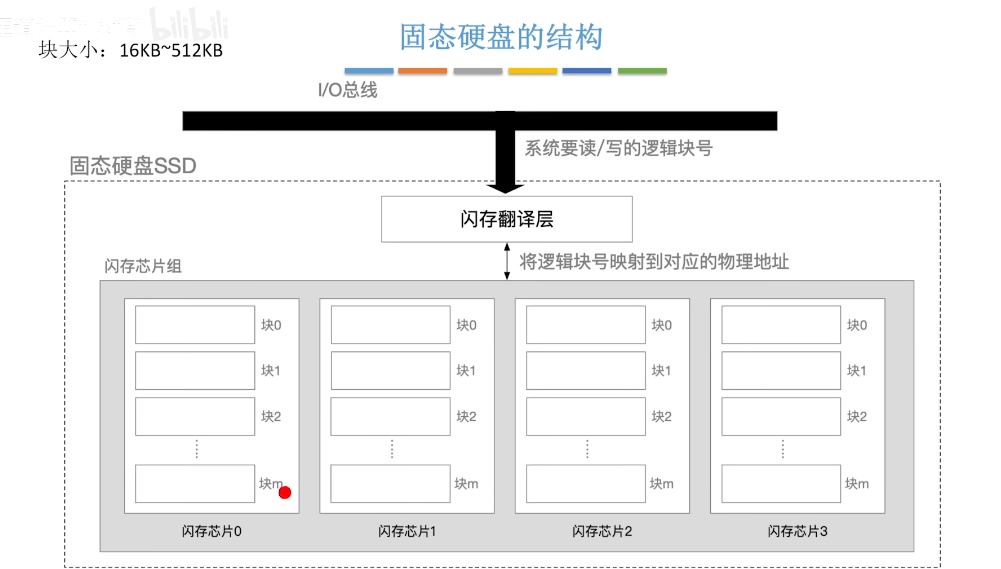 bilibili
固态硬盘的结构
块大小：16KB~512KB
I/O总线
系统要读/写的逻辑块号
固态硬盘SSD
闪存翻译层
将逻辑块号映射到对应的物理地址
闪存芯片组
块0 块0 块0 块0
块1 块1 块1 块1
块2 块2 块2 块2
块m 块m 块m 块m
闪存芯片0 闪存芯片1 闪存芯片2 闪存芯片3